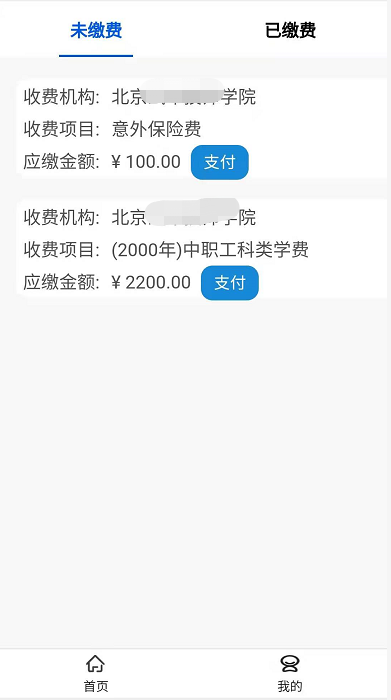 未缴费 已缴费
收费机构: 北京 学院
收费项目: 意外保险费
应缴金额: ¥ 100.00 支付
收费机构: 北京 学院
收费项目: (2000年)中职工科类学费
应缴金额: ¥ 2200.00 支付
首页 我的